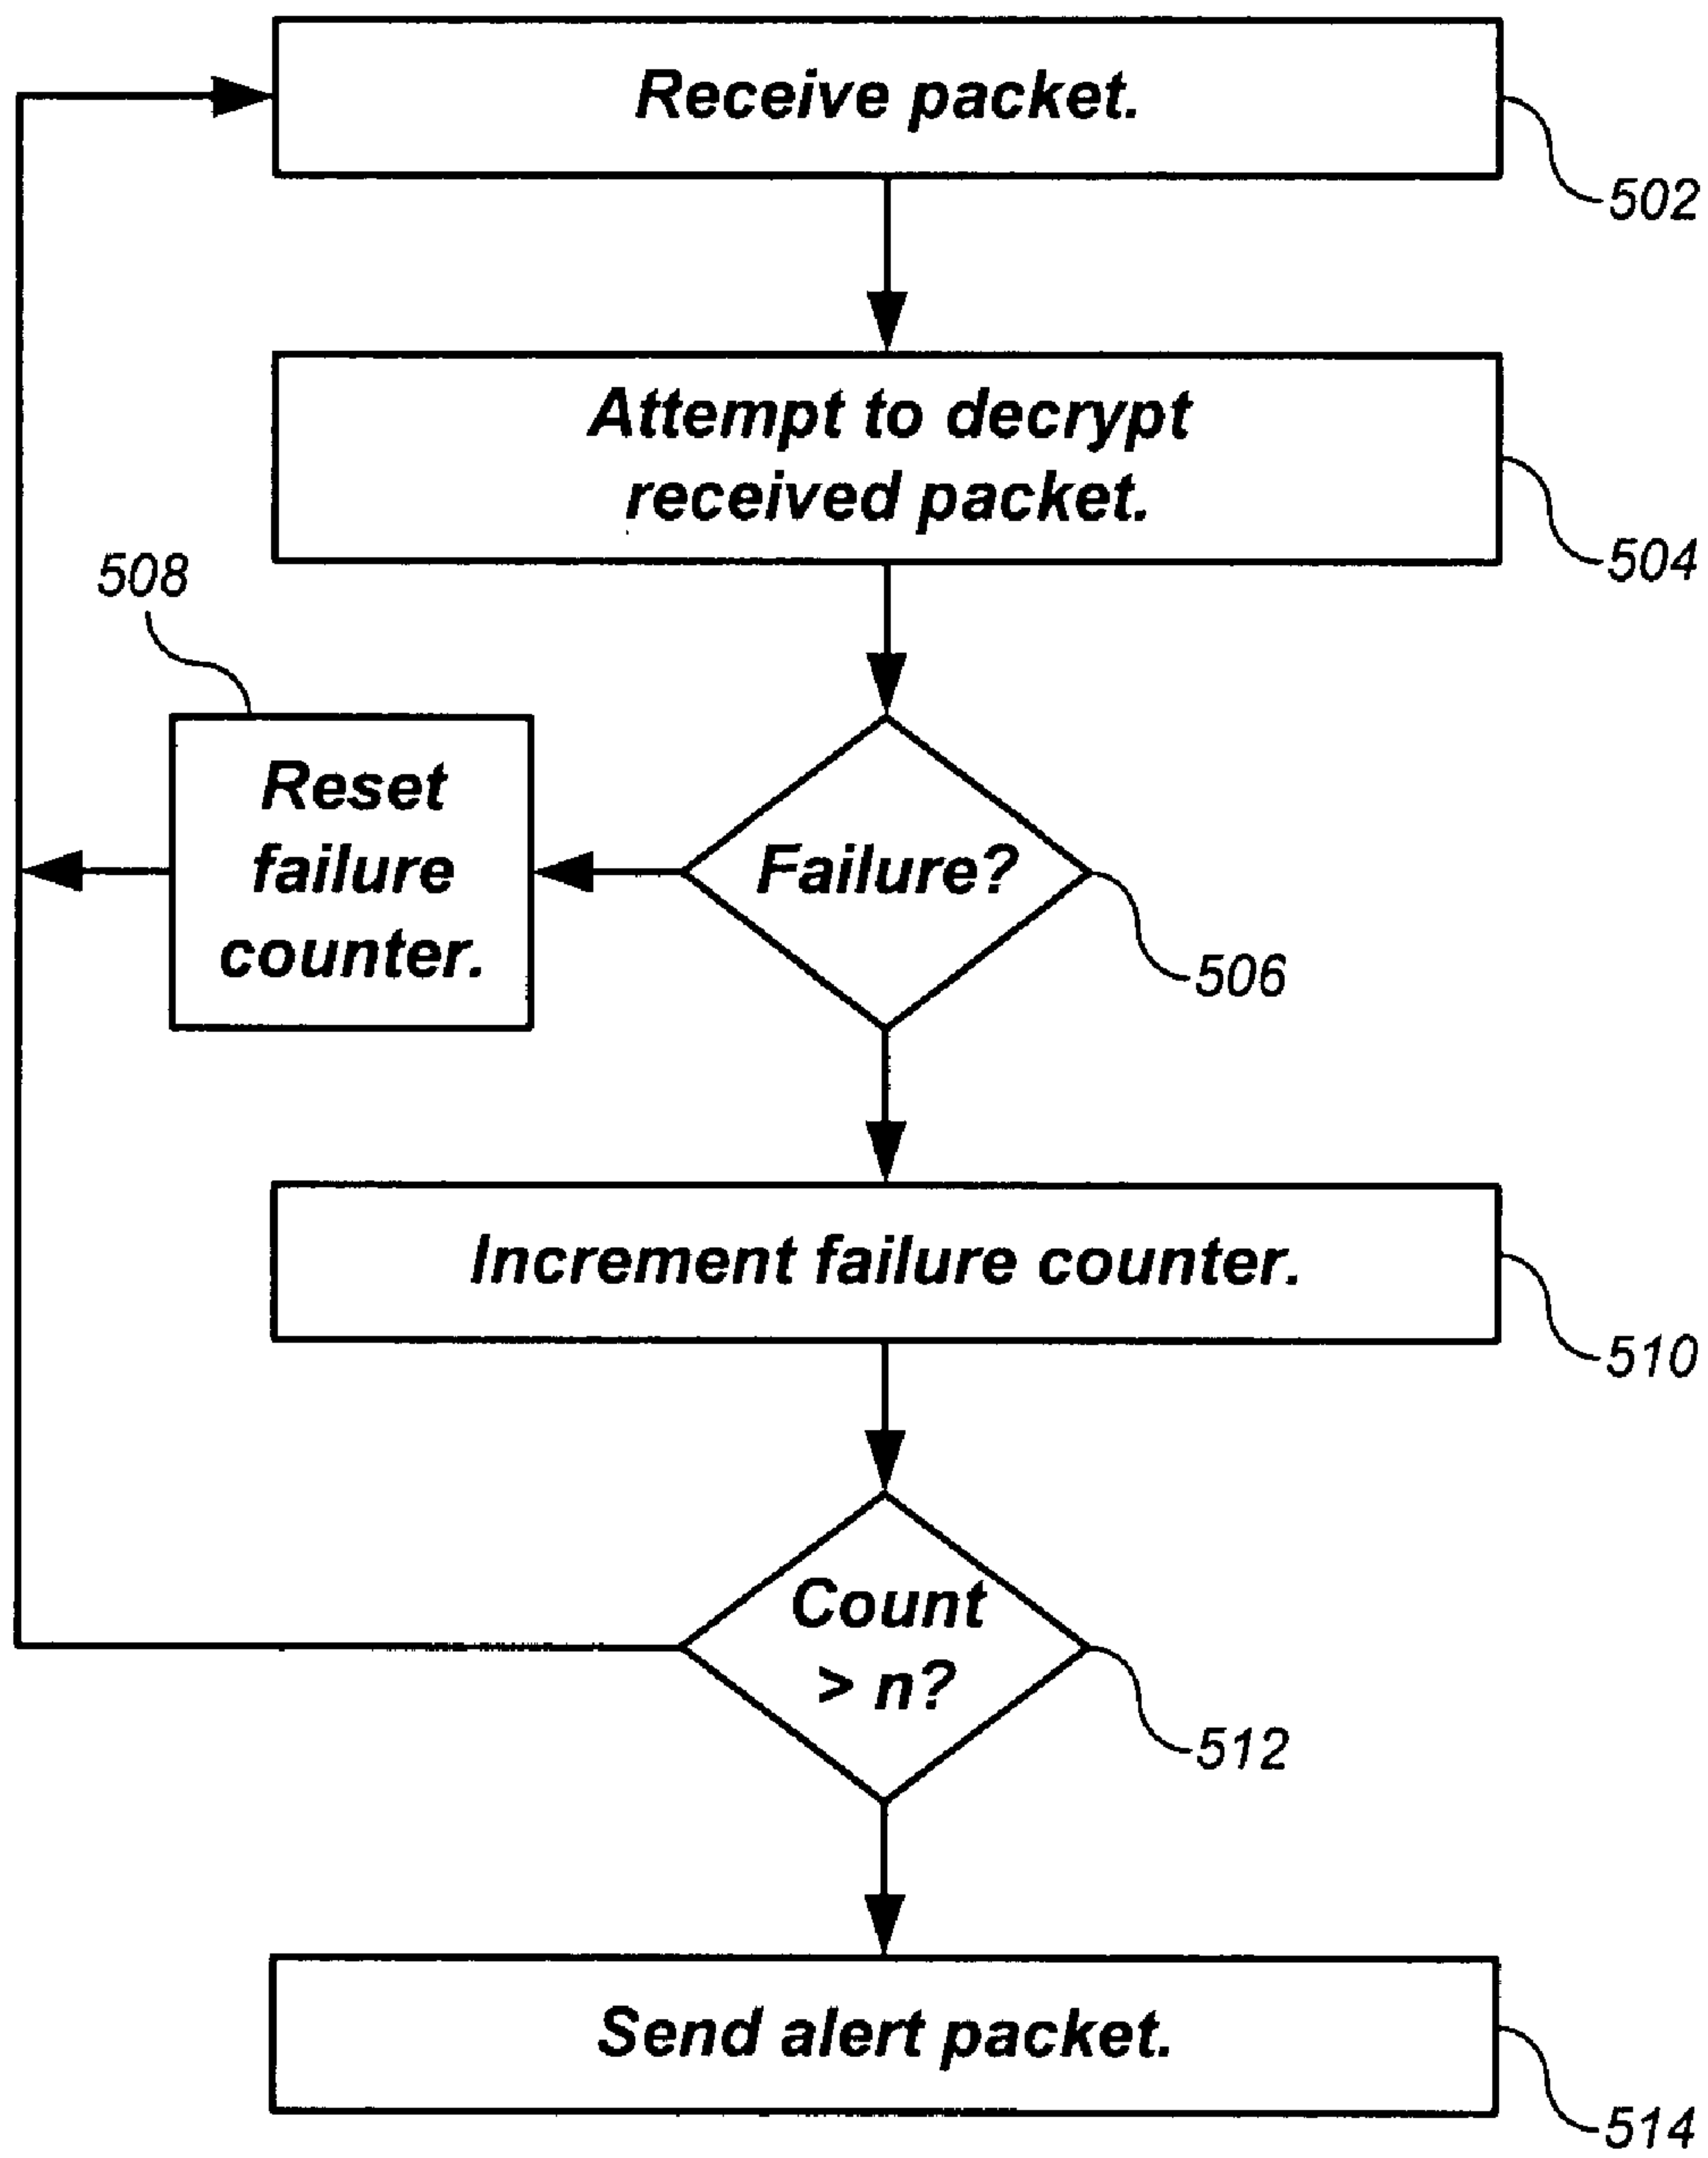 Receive packet.
502
Attempt to decrypt
received packet.
504
508
Reset
failure
counter.
Failure?
506
Increment failure counter.
510
Count
> n?
512
Send alert packet.
514